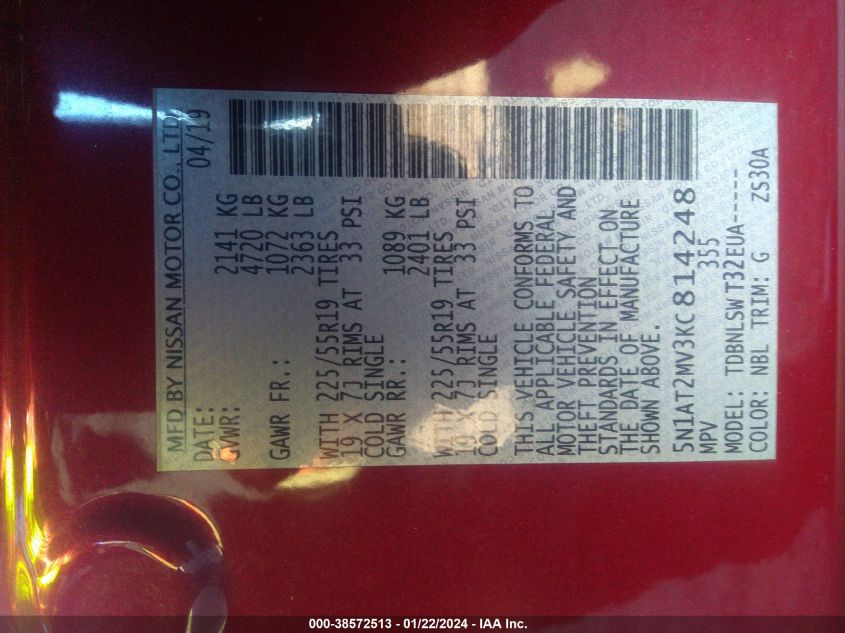 MFD BY NISSAN MOTOR CO., LTD
DATE: 04/19
GVWR: 2141 KG
4720 LB
GAWR FR.: 1072 KG
2363 LB
WITH 225/55R19 TIRES
19 X 7J RIMS AT 33 PSI
COLD SINGLE
GAWR RR.: 1089 KG
2401 LB
WITH 225/55R19 TIRES
19 X 7J RIMS AT 33 PSI
COLD SINGLE
THIS VEHICLE CONFORMS TO
ALL APPLICABLE FEDERAL
MOTOR VEHICLE SAFETY AND
THEFT PREVENTION
STANDARDS IN EFFECT ON
THE DATE OF MANUFACTURE
SHOWN ABOVE.
5N1AT2MV3KC814248
MPV 355
MODEL: TDBNLSWT32EUA-----
COLOR: NBL TRIM: G ZS30A
000-38572513 - 01/22/2024 - IAA Inc.